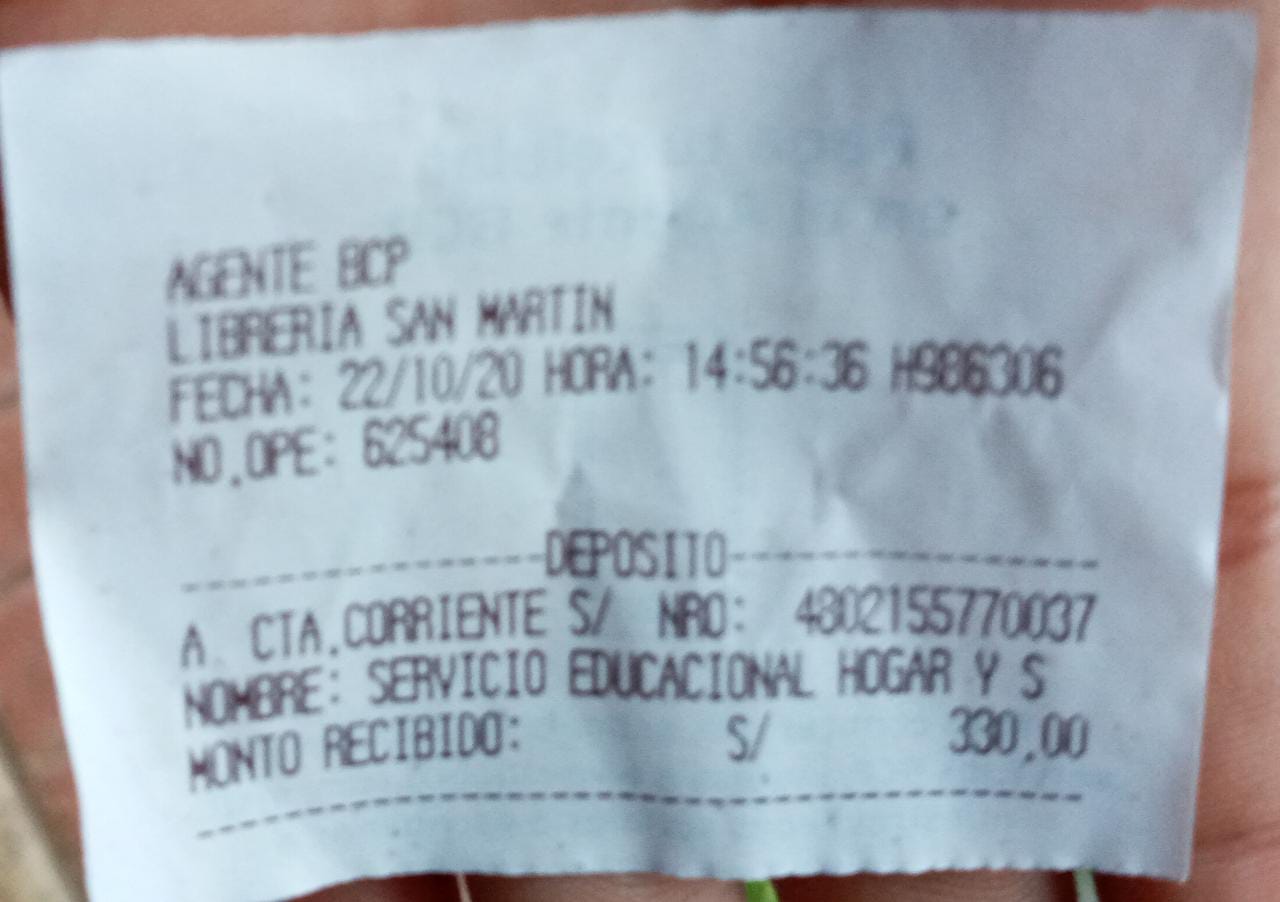 AGENTE BCP
LIBRERIA SAN MARTIN
FECHA: 22/10/20 HORA: 14:56:36 H986306
NO.OPE: 625408
--------------------DEPOSITO--------------------
A CTA.CORRIENTE S/ NRO: 4802155770037
NOMBRE: SERVICIO EDUCACIONAL HOGAR Y S
MONTO RECIBIDO: S/ 330,00